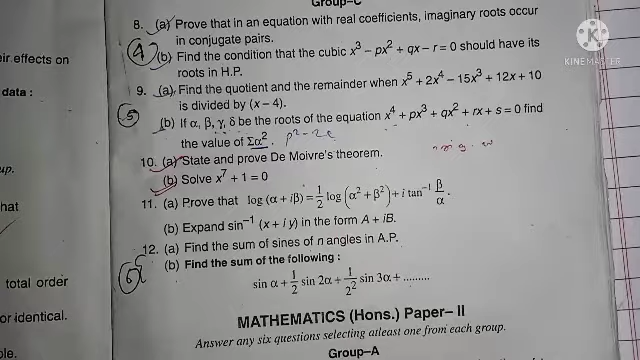 Group-C
8. (a) Prove that in an equation with real coefficients, imaginary roots occur
in conjugate pairs.
4 (b) Find the condition that the cubic x³ − px² + qx − r = 0 should have its
roots in H.P.
eir effects on
9. (a) Find the quotient and the remainder when x⁵ + 2x⁴ − 15x³ + 12x + 10
is divided by (x − 4).
data :
5 (b) If α, β, γ, δ be the roots of the equation x⁴ + px³ + qx² + rx + s = 0 find
the value of Σα². p² − 2q
10. (a) State and prove De Moivre's theorem.
up.
(b) Solve x⁷ + 1 = 0
11. (a) Prove that log (α + iβ) = 1/2 log (α² + β²) + i tan⁻¹ β/α.
hat
(b) Expand sin⁻¹ (x + i y) in the form A + iB.
12. (a) Find the sum of sines of n angles in A.P.
6 (b) Find the sum of the following :
total order
sin α + 1/2 sin 2α + 1/2² sin 3α + .........
or identical.
MATHEMATICS (Hons.) Paper– II
Answer any six questions selecting atleast one from each group.
ple.
Group–A
KINEMASTER